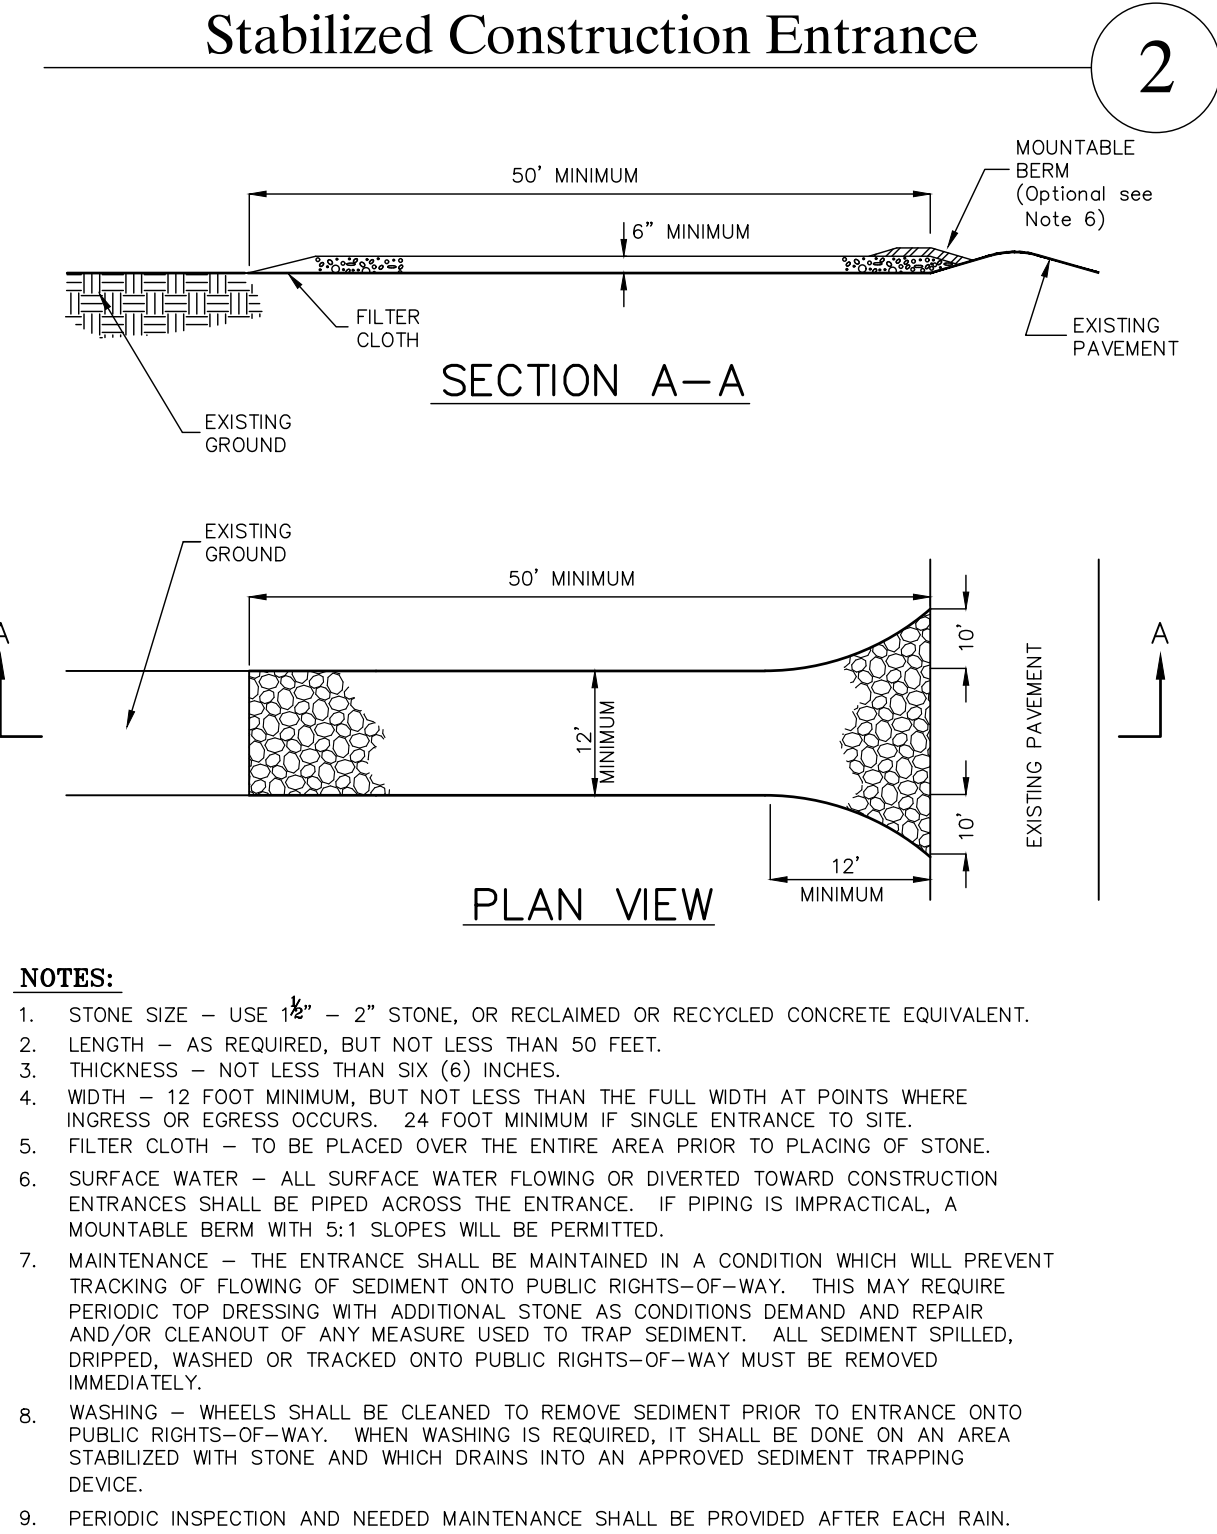 Stabilized Construction Entrance
2
50' MINIMUM
MOUNTABLE
BERM
(Optional see
Note 6)
6" MINIMUM
FILTER
CLOTH
EXISTING
PAVEMENT
SECTION A-A
EXISTING
GROUND
EXISTING
GROUND
50' MINIMUM
A
10'
A
12'
MINIMUM
EXISTING PAVEMENT
10'
12'
MINIMUM
PLAN VIEW
NOTES:
1. STONE SIZE – USE 1½" – 2" STONE, OR RECLAIMED OR RECYCLED CONCRETE EQUIVALENT.
2. LENGTH – AS REQUIRED, BUT NOT LESS THAN 50 FEET.
3. THICKNESS – NOT LESS THAN SIX (6) INCHES.
4. WIDTH – 12 FOOT MINIMUM, BUT NOT LESS THAN THE FULL WIDTH AT POINTS WHERE
INGRESS OR EGRESS OCCURS. 24 FOOT MINIMUM IF SINGLE ENTRANCE TO SITE.
5. FILTER CLOTH – TO BE PLACED OVER THE ENTIRE AREA PRIOR TO PLACING OF STONE.
6. SURFACE WATER – ALL SURFACE WATER FLOWING OR DIVERTED TOWARD CONSTRUCTION
ENTRANCES SHALL BE PIPED ACROSS THE ENTRANCE. IF PIPING IS IMPRACTICAL, A
MOUNTABLE BERM WITH 5:1 SLOPES WILL BE PERMITTED.
7. MAINTENANCE – THE ENTRANCE SHALL BE MAINTAINED IN A CONDITION WHICH WILL PREVENT
TRACKING OF FLOWING OF SEDIMENT ONTO PUBLIC RIGHTS–OF–WAY. THIS MAY REQUIRE
PERIODIC TOP DRESSING WITH ADDITIONAL STONE AS CONDITIONS DEMAND AND REPAIR
AND/OR CLEANOUT OF ANY MEASURE USED TO TRAP SEDIMENT. ALL SEDIMENT SPILLED,
DRIPPED, WASHED OR TRACKED ONTO PUBLIC RIGHTS–OF–WAY MUST BE REMOVED
IMMEDIATELY.
8. WASHING – WHEELS SHALL BE CLEANED TO REMOVE SEDIMENT PRIOR TO ENTRANCE ONTO
PUBLIC RIGHTS–OF–WAY. WHEN WASHING IS REQUIRED, IT SHALL BE DONE ON AN AREA
STABILIZED WITH STONE AND WHICH DRAINS INTO AN APPROVED SEDIMENT TRAPPING
DEVICE.
9. PERIODIC INSPECTION AND NEEDED MAINTENANCE SHALL BE PROVIDED AFTER EACH RAIN.